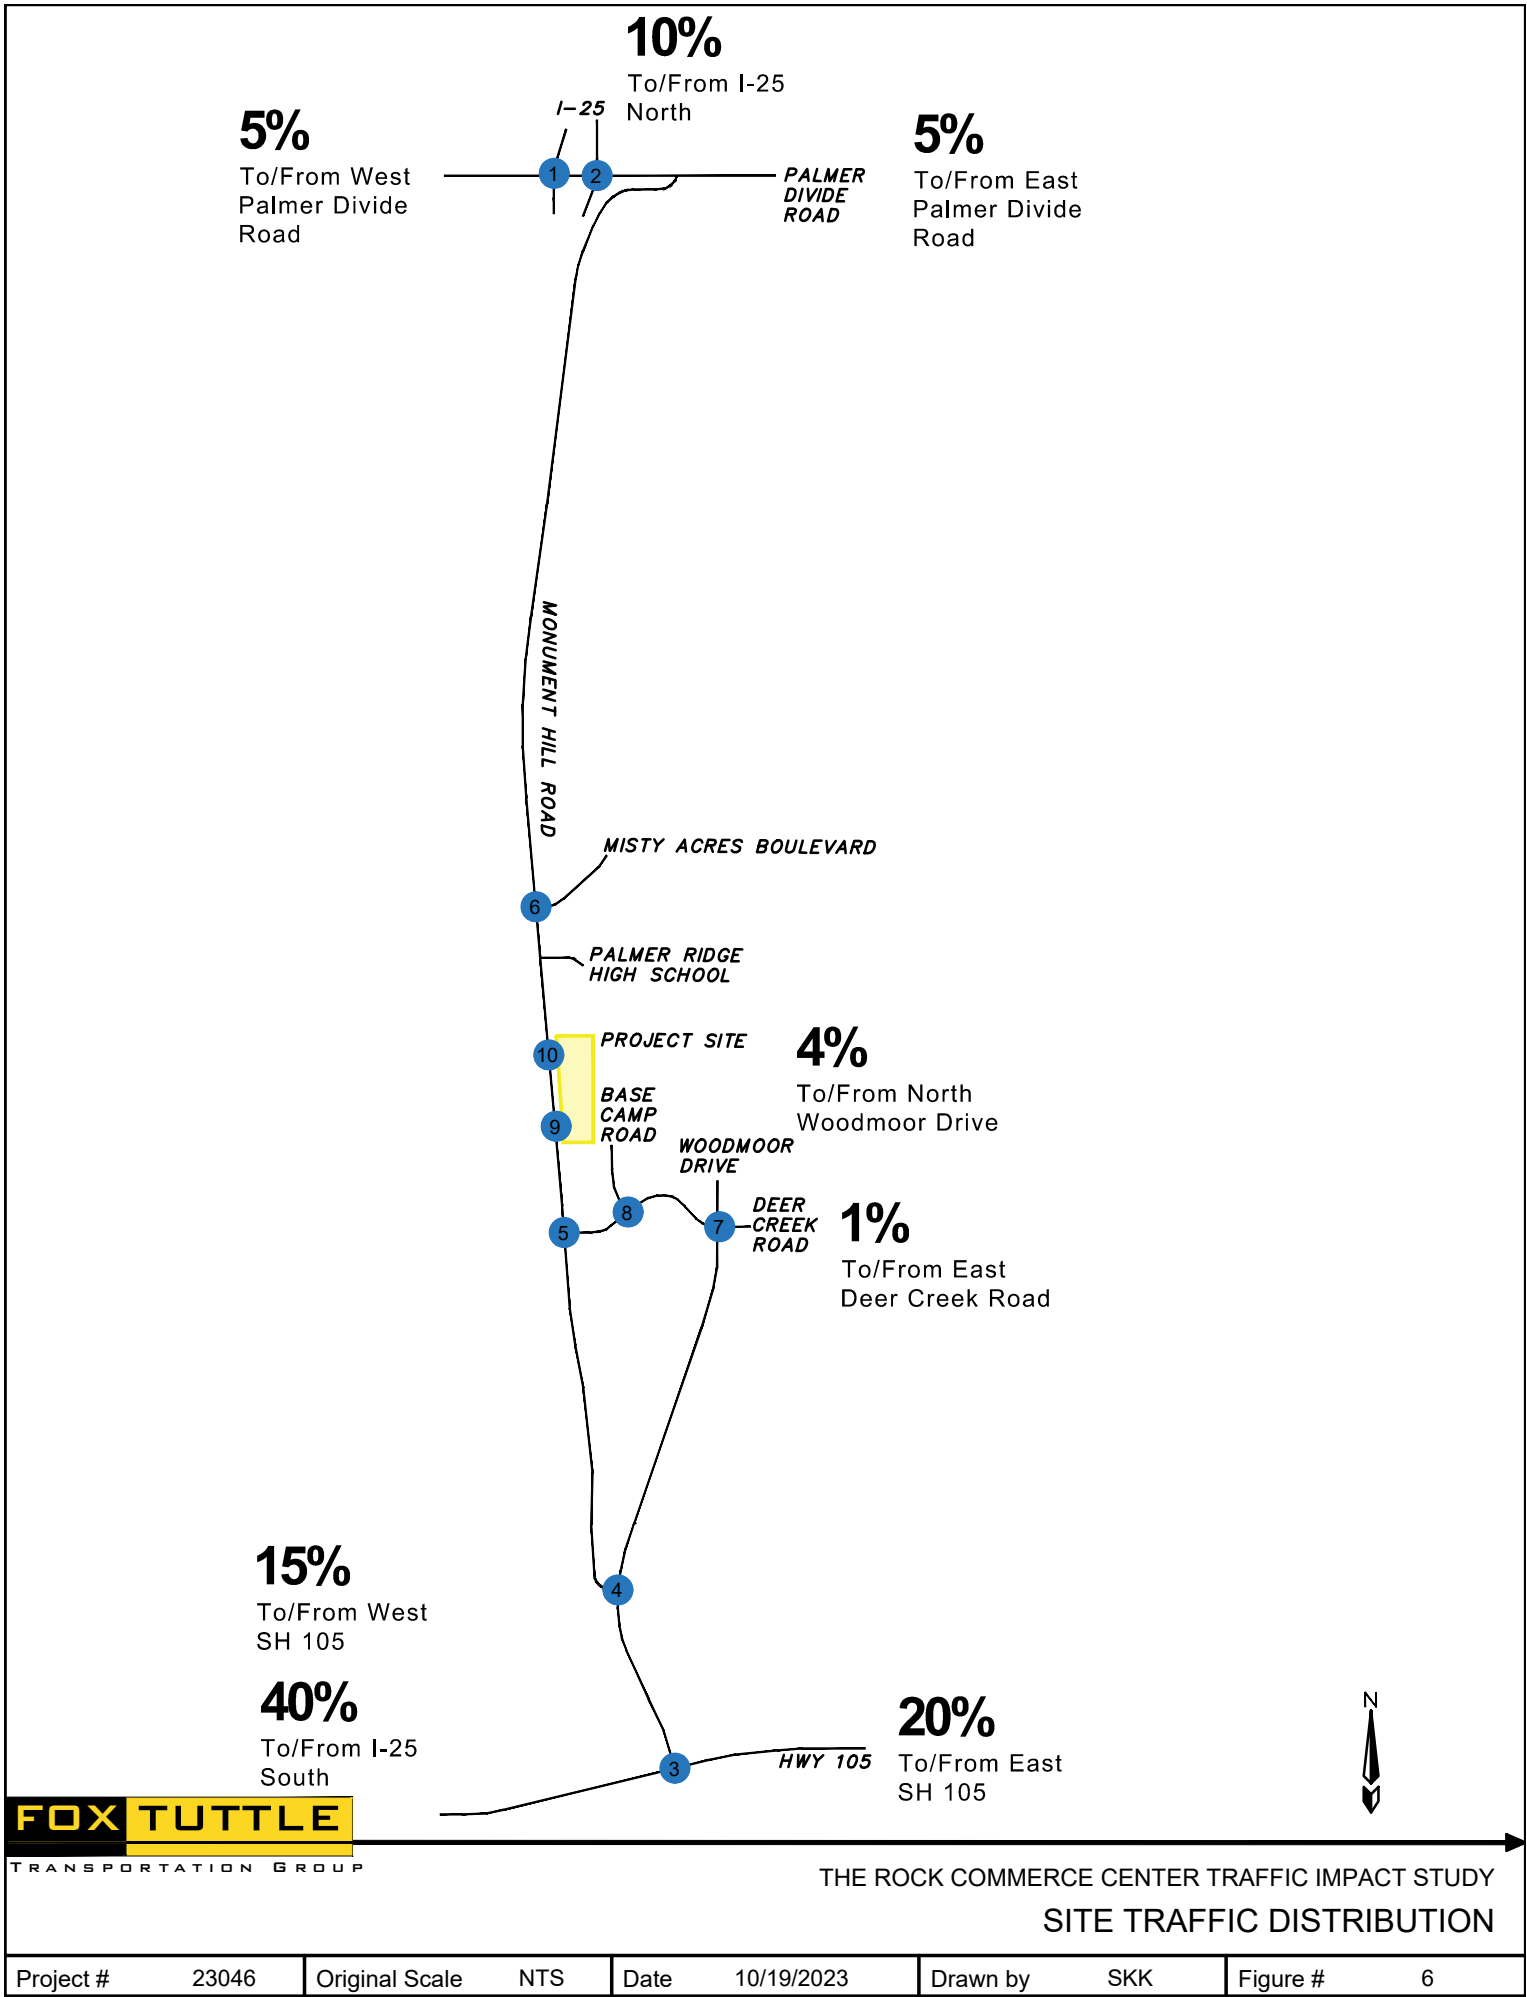 10%
To/From I-25
North
I-25
5%
To/From West
Palmer Divide
Road
5%
To/From East
Palmer Divide
Road
1
2
PALMER
DIVIDE
ROAD
MONUMENT HILL ROAD
MISTY ACRES BOULEVARD
6
PALMER RIDGE
HIGH SCHOOL
PROJECT SITE
10
4%
To/From North
Woodmoor Drive
BASE
CAMP
ROAD
9
WOODMOOR
DRIVE
DEER
CREEK
ROAD
8
7
5
1%
To/From East
Deer Creek Road
15%
To/From West
SH 105
4
40%
To/From I-25
South
20%
To/From East
SH 105
HWY 105
3
N
FOX TUTTLE
TRANSPORTATION GROUP
THE ROCK COMMERCE CENTER TRAFFIC IMPACT STUDY
SITE TRAFFIC DISTRIBUTION
Project # 23046 Original Scale NTS Date 10/19/2023 Drawn by SKK Figure # 6